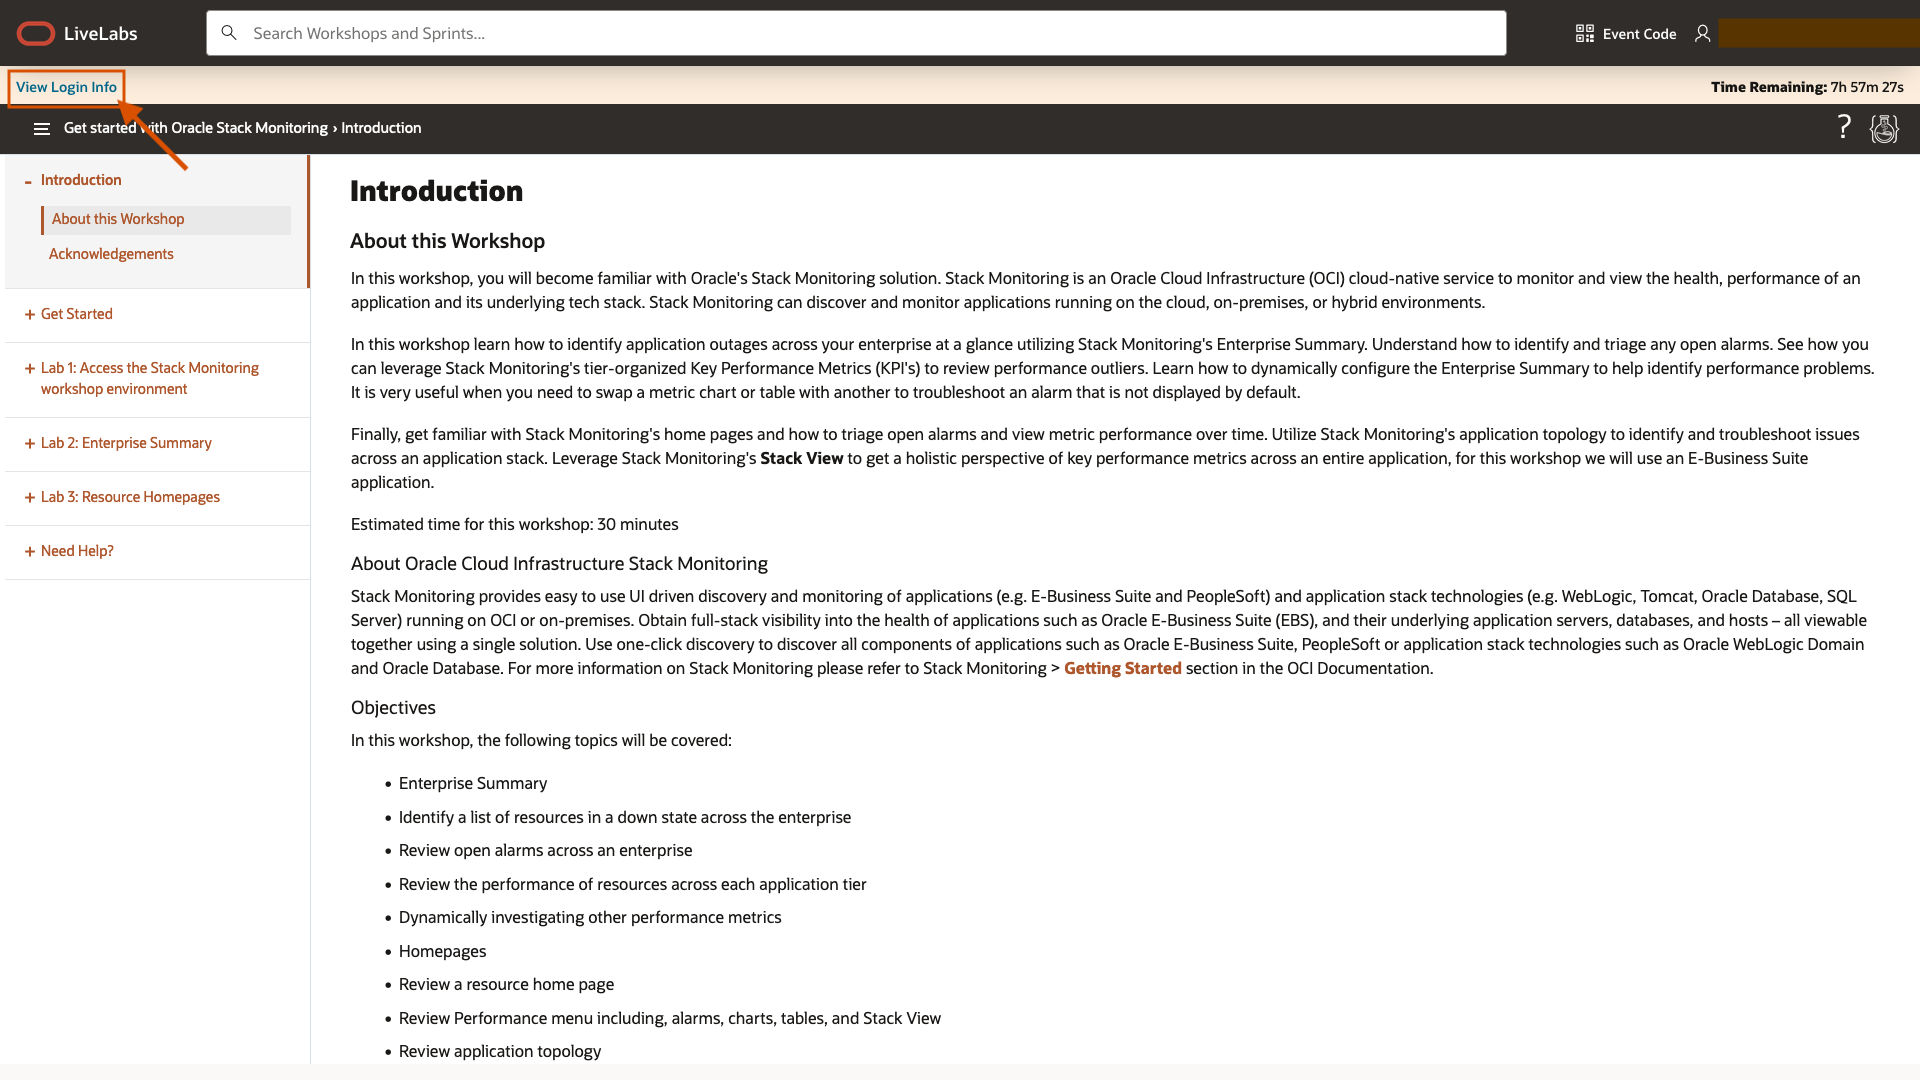 LiveLabs
Search Workshops and Sprints...
Event Code
View Login Info
Time Remaining: 7h 57m 27s
Get started with Oracle Stack Monitoring › Introduction
?
- Introduction
About this Workshop
Acknowledgements
+ Get Started
+ Lab 1: Access the Stack Monitoring
workshop environment
+ Lab 2: Enterprise Summary
+ Lab 3: Resource Homepages
+ Need Help?
Introduction
About this Workshop
In this workshop, you will become familiar with Oracle's Stack Monitoring solution. Stack Monitoring is an Oracle Cloud Infrastructure (OCI) cloud-native service to monitor and view the health, performance of an
application and its underlying tech stack. Stack Monitoring can discover and monitor applications running on the cloud, on-premises, or hybrid environments.
In this workshop learn how to identify application outages across your enterprise at a glance utilizing Stack Monitoring's Enterprise Summary. Understand how to identify and triage any open alarms. See how you
can leverage Stack Monitoring's tier-organized Key Performance Metrics (KPI's) to review performance outliers. Learn how to dynamically configure the Enterprise Summary to help identify performance problems.
It is very useful when you need to swap a metric chart or table with another to troubleshoot an alarm that is not displayed by default.
Finally, get familiar with Stack Monitoring's home pages and how to triage open alarms and view metric performance over time. Utilize Stack Monitoring's application topology to identify and troubleshoot issues
across an application stack. Leverage Stack Monitoring's Stack View to get a holistic perspective of key performance metrics across an entire application, for this workshop we will use an E-Business Suite
application.
Estimated time for this workshop: 30 minutes
About Oracle Cloud Infrastructure Stack Monitoring
Stack Monitoring provides easy to use UI driven discovery and monitoring of applications (e.g. E-Business Suite and PeopleSoft) and application stack technologies (e.g. WebLogic, Tomcat, Oracle Database, SQL
Server) running on OCI or on-premises. Obtain full-stack visibility into the health of applications such as Oracle E-Business Suite (EBS), and their underlying application servers, databases, and hosts – all viewable
together using a single solution. Use one-click discovery to discover all components of applications such as Oracle E-Business Suite, PeopleSoft or application stack technologies such as Oracle WebLogic Domain
and Oracle Database. For more information on Stack Monitoring please refer to Stack Monitoring > Getting Started section in the OCI Documentation.
Objectives
In this workshop, the following topics will be covered:
• Enterprise Summary
• Identify a list of resources in a down state across the enterprise
• Review open alarms across an enterprise
• Review the performance of resources across each application tier
• Dynamically investigating other performance metrics
• Homepages
• Review a resource home page
• Review Performance menu including, alarms, charts, tables, and Stack View
• Review application topology